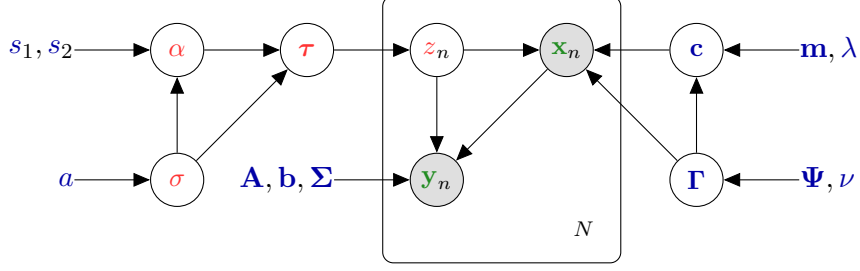 s₁, s₂ α τ zₙ xₙ c m, λ
a σ A, b, Σ yₙ Γ Ψ, ν
N